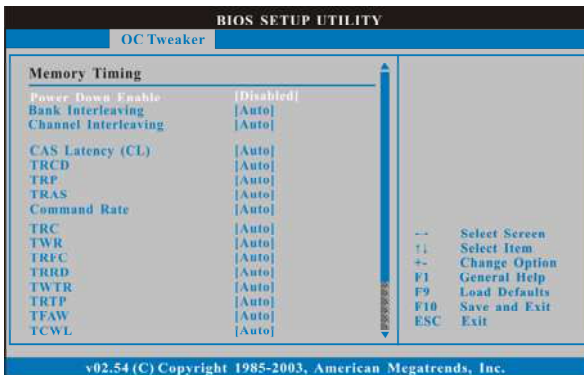 BIOS SETUP UTILITY
OC Tweaker
Memory Timing
Power Down Enable [Disabled]
Bank Interleaving [Auto]
Channel Interleaving [Auto]
CAS Latency (CL) [Auto]
TRCD [Auto]
TRP [Auto]
TRAS [Auto]
Command Rate [Auto]
TRC [Auto]
TWR [Auto]
TRFC [Auto]
TRRD [Auto]
TWTR [Auto]
TRTP [Auto]
TFAW [Auto]
TCWL [Auto]
←→ Select Screen
↑↓ Select Item
+- Change Option
F1 General Help
F9 Load Defaults
F10 Save and Exit
ESC Exit
v02.54 (C) Copyright 1985-2003, American Megatrends, Inc.